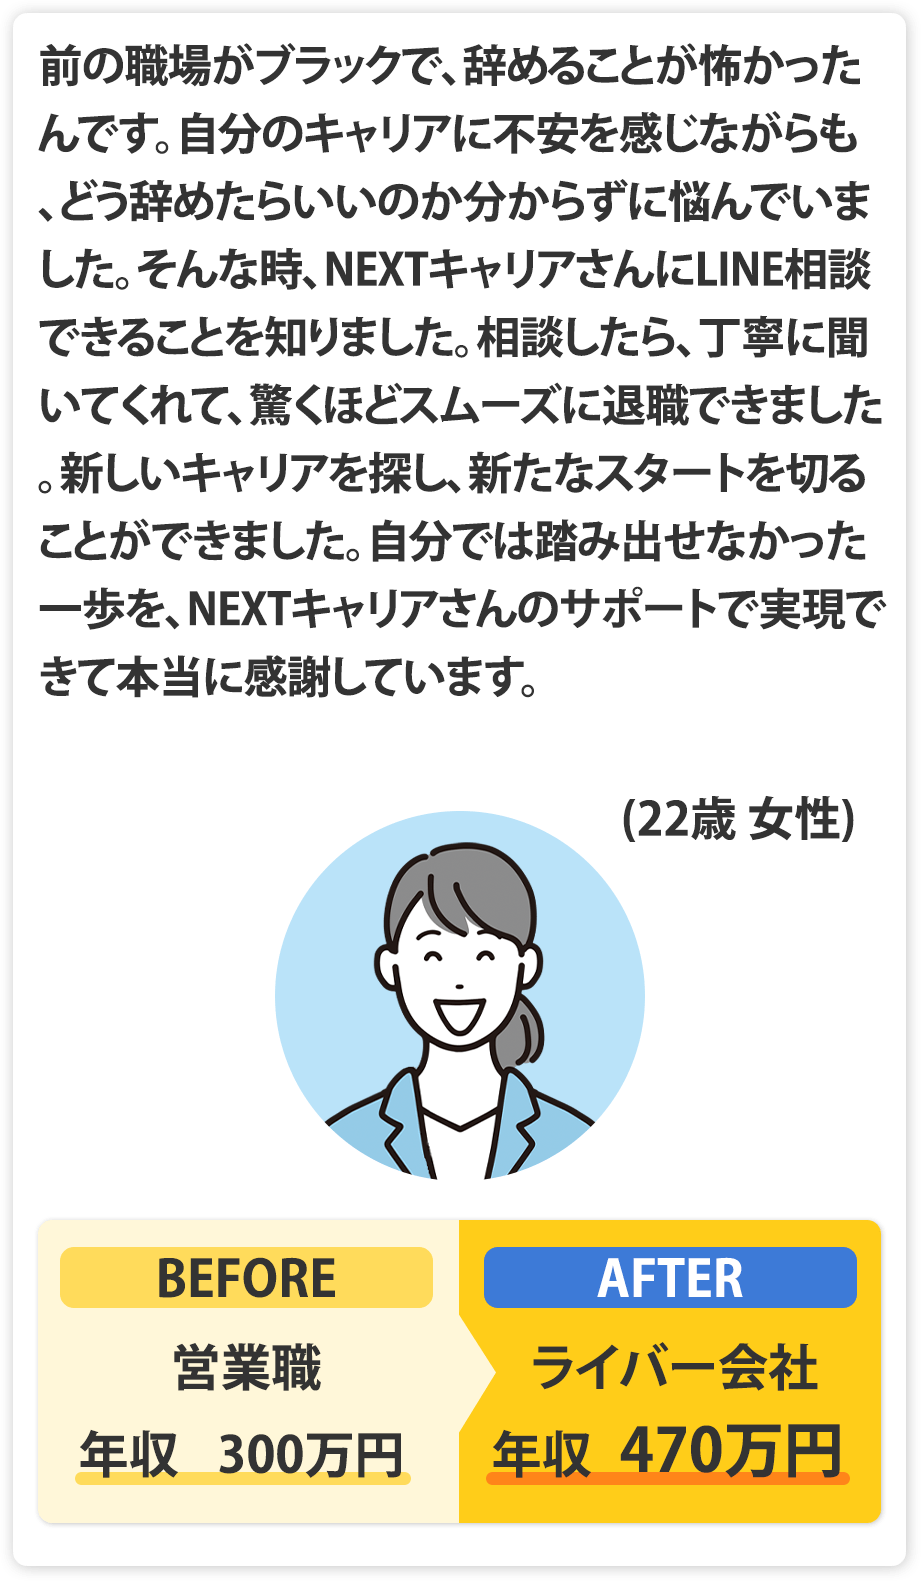 前の職場がブラックで、辞めることが怖かった
んです。自分のキャリアに不安を感じながらも
、どう辞めたらいいのか分からずに悩んでいま
した。そんな時、NEXTキャリアさんにLINE相談
できることを知りました。相談したら、丁寧に聞
いてくれて、驚くほどスムーズに退職できました
。新しいキャリアを探し、新たなスタートを切る
ことができました。自分では踏み出せなかった
一歩を、NEXTキャリアさんのサポートで実現で
きて本当に感謝しています。
(22歳 女性)
BEFORE
営業職
年収 300万円
AFTER
ライバー会社
年収 470万円